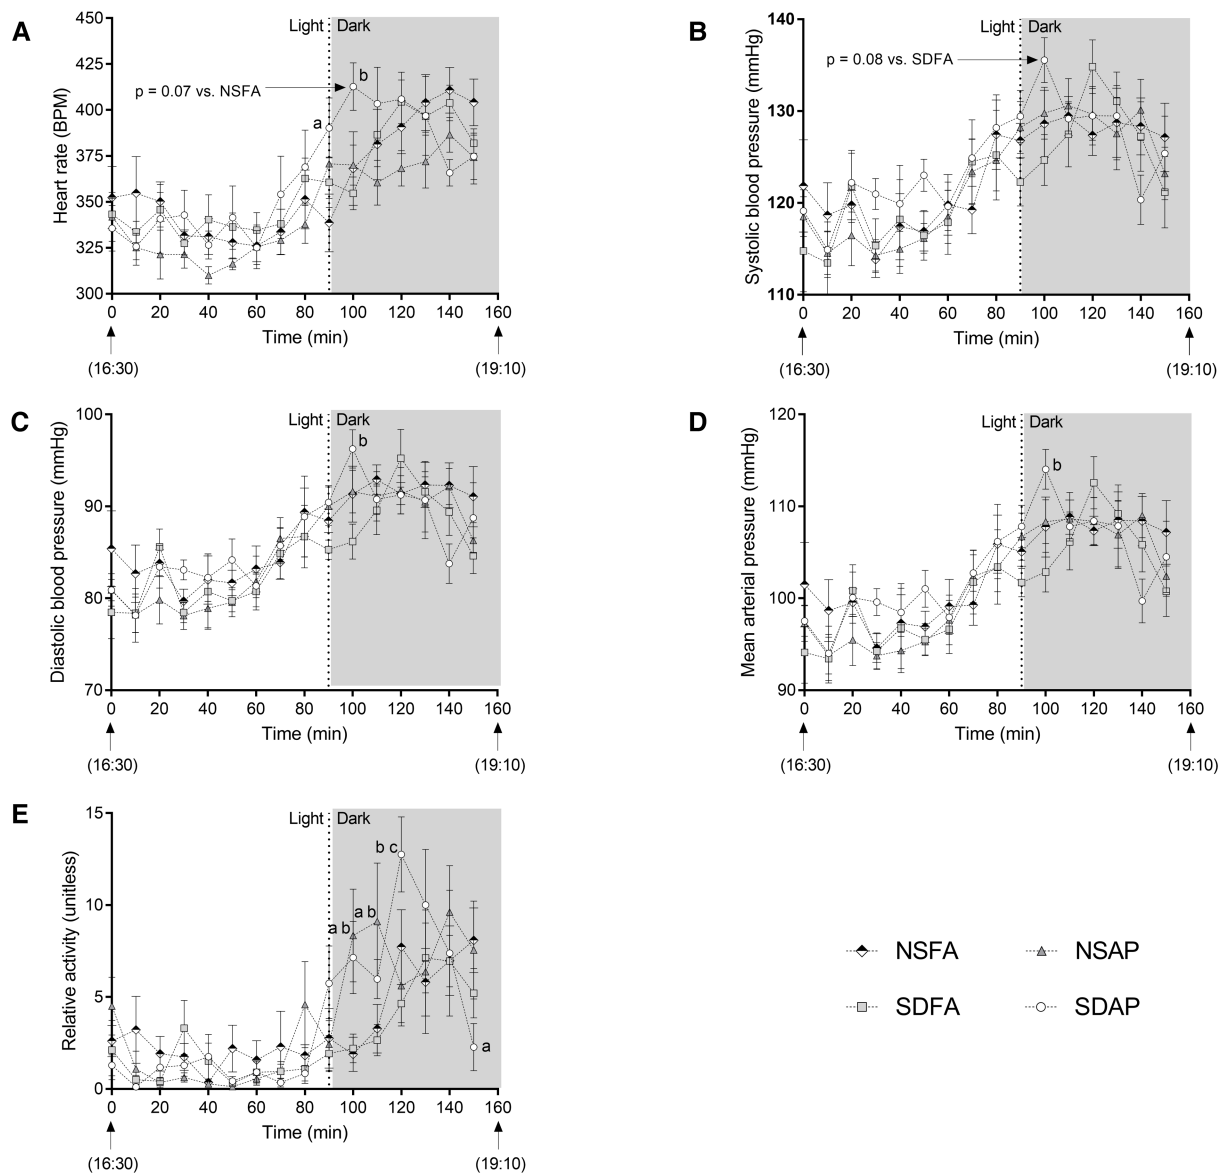 A
Heart rate (BPM)
450
425
400
375
350
325
300
Light
Dark
p = 0.07 vs. NSFA
a
b
0 20 40 60 80 100 120 140 160
Time (min)
(16:30)
(19:10)
B
Systolic blood pressure (mmHg)
140
130
120
110
Light
Dark
p = 0.08 vs. SDFA
0 20 40 60 80 100 120 140 160
Time (min)
(16:30)
(19:10)
C
Diastolic blood pressure (mmHg)
100
90
80
70
Light
Dark
b
0 20 40 60 80 100 120 140 160
Time (min)
(16:30)
(19:10)
D
Mean arterial pressure (mmHg)
120
110
100
90
Light
Dark
b
0 20 40 60 80 100 120 140 160
Time (min)
(16:30)
(19:10)
E
Relative activity (unitless)
15
10
5
0
Light
Dark
b c
a b
a b
a
0 20 40 60 80 100 120 140 160
Time (min)
(16:30)
(19:10)
NSFA
NSAP
SDFA
SDAP